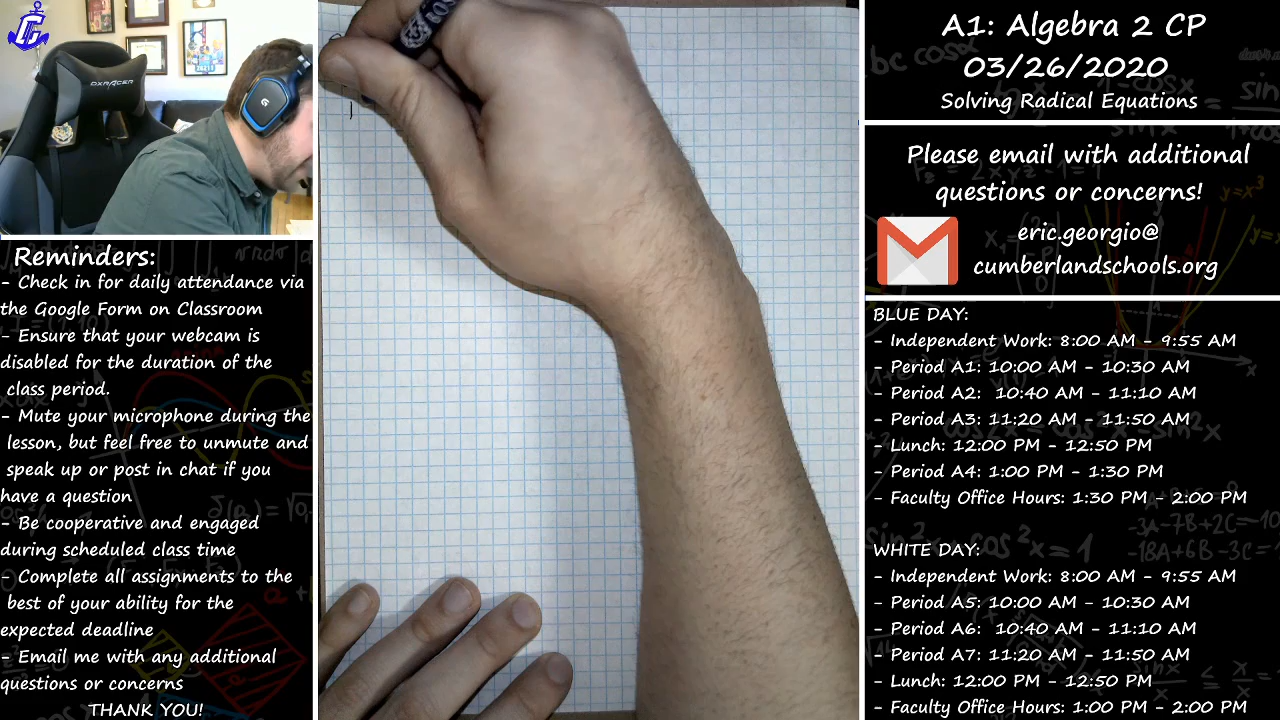 DXRACER
Reminders:
- Check in for daily attendance via
the Google Form on Classroom
- Ensure that your webcam is
disabled for the duration of the
class period.
- Mute your microphone during the
lesson, but feel free to unmute and
speak up or post in chat if you
have a question
- Be cooperative and engaged
during scheduled class time
- Complete all assignments to the
best of your ability for the
expected deadline
- Email me with any additional
questions or concerns
THANK YOU!
A1: Algebra 2 CP
03/26/2020
Solving Radical Equations
Please email with additional
questions or concerns!
eric.georgio@
cumberlandschools.org
BLUE DAY:
- Independent Work: 8:00 AM - 9:55 AM
- Period A1: 10:00 AM - 10:30 AM
- Period A2: 10:40 AM - 11:10 AM
- Period A3: 11:20 AM - 11:50 AM
- Lunch: 12:00 PM - 12:50 PM
- Period A4: 1:00 PM - 1:30 PM
- Faculty Office Hours: 1:30 PM - 2:00 PM
WHITE DAY:
- Independent Work: 8:00 AM - 9:55 AM
- Period A5: 10:00 AM - 10:30 AM
- Period A6: 10:40 AM - 11:10 AM
- Period A7: 11:20 AM - 11:50 AM
- Lunch: 12:00 PM - 12:50 PM
- Faculty Office Hours: 1:00 PM - 2:00 PM